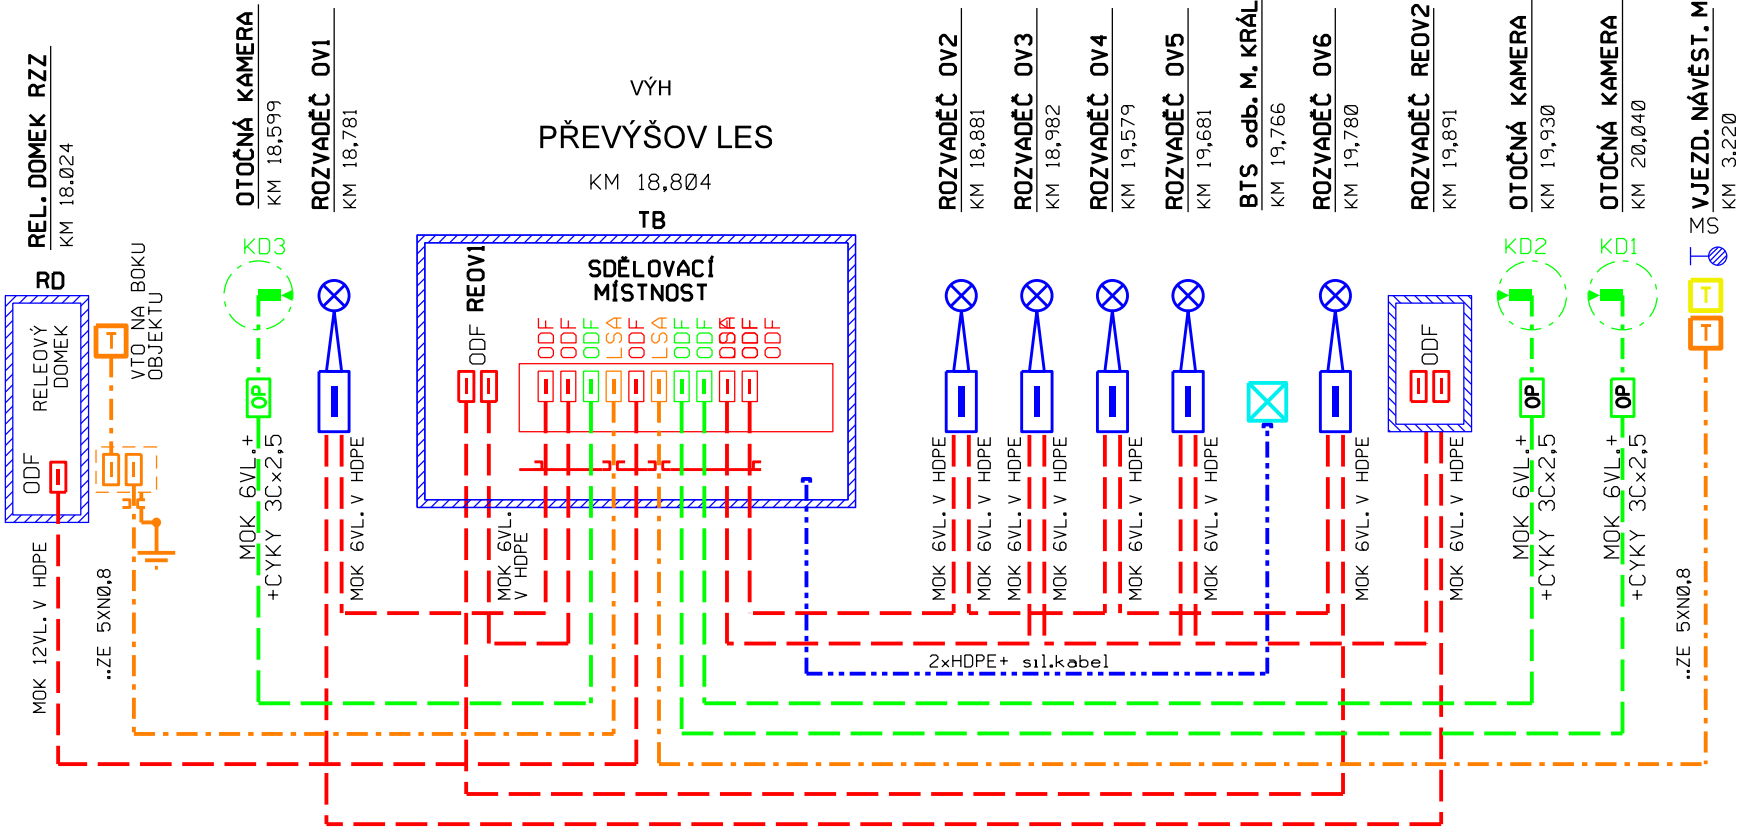 REL. DOMEK RZZ
KM 18.024
OTOČNÁ KAMERA
KM 18,599
ROZVADĚČ OV1
KM 18,781
VÝH
PŘEVÝŠOV LES
KM 18,804
TB
ROZVADĚČ OV2
KM 18,881
ROZVADĚČ OV3
KM 18,982
ROZVADĚČ OV4
KM 19,579
ROZVADĚČ OV5
KM 19,681
BTS odb. M. KRÁL
KM 19,766
ROZVADĚČ OV6
KM 19,780
ROZVADĚČ REOV2
KM 19,891
OTOČNÁ KAMERA
KM 19,930
OTOČNÁ KAMERA
KM 20,040
VJEZD. NÁVĚST. M
KM 3.220
MS
RD
RELEOVÝ
DOMEK
ODF
T
VTO NA BOKU
OBJEKTU
KD3
OP
REOV1
ODF
SDĚLOVACÍ
MÍSTNOST
ODF
ODF
ODF
LSA
ODF
LSA
ODF
ODF
ODF
ODF
ODF
KD2
KD1
OP
OP
T
T
MOK 12VL. V HDPE
..ZE 5XN0,8
MOK 6VL.+
+CYKY 3Cx2,5
MOK 6VL. V HDPE
MOK 6VL.
V HDPE
MOK 6VL. V HDPE
MOK 6VL. V HDPE
MOK 6VL. V HDPE
MOK 6VL. V HDPE
MOK 6VL. V HDPE
MOK 6VL. V HDPE
MOK 6VL. V HDPE
ODF
MOK 6VL. V HDPE
MOK 6VL.+
+CYKY 3Cx2,5
MOK 6VL.+
+CYKY 3Cx2,5
..ZE 5XN0,8
2xHDPE+ sil.kabel